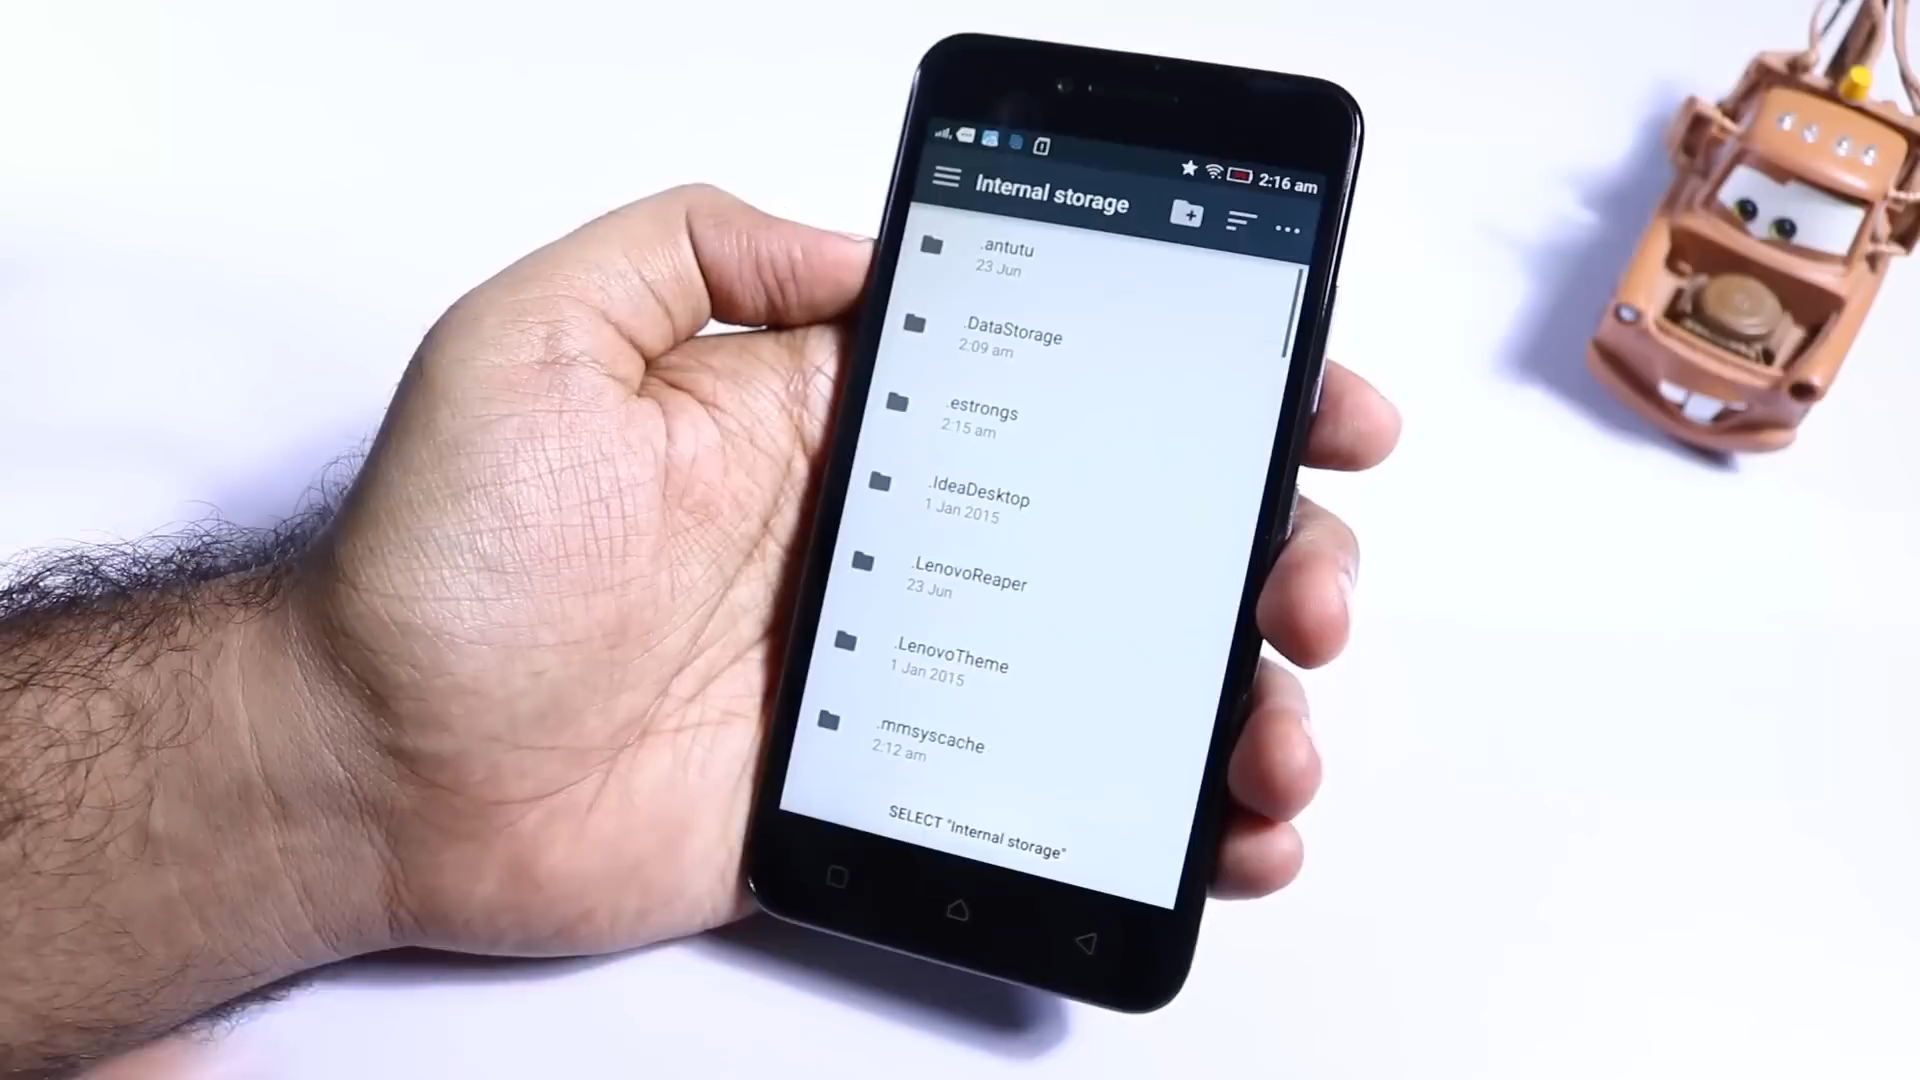 2:16 am
Internal storage
.antutu
23 Jun
.DataStorage
2:09 am
.estrongs
2:15 am
.IdeaDesktop
1 Jan 2015
.LenovoReaper
23 Jun
.LenovoTheme
1 Jan 2015
.mmsyscache
2:12 am
SELECT "Internal storage"